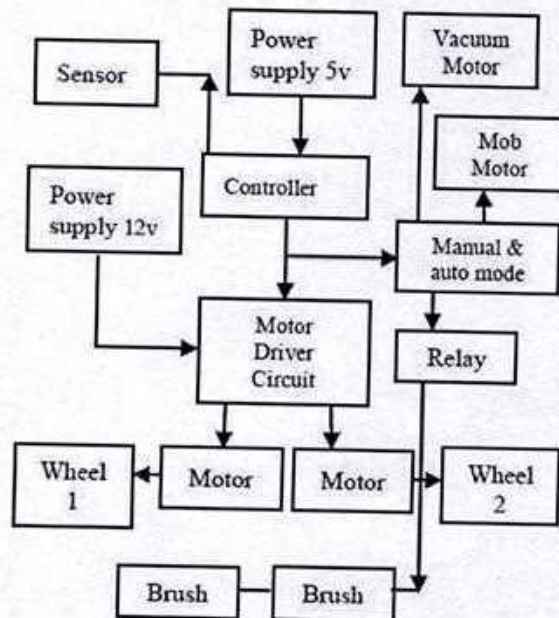 Sensor
Power
supply 5v
Vacuum
Motor
Mob
Motor
Power
supply 12v
Controller
Manual &
auto mode
Motor
Driver
Circuit
Relay
Wheel
1
Motor
Motor
Wheel
2
Brush
Brush